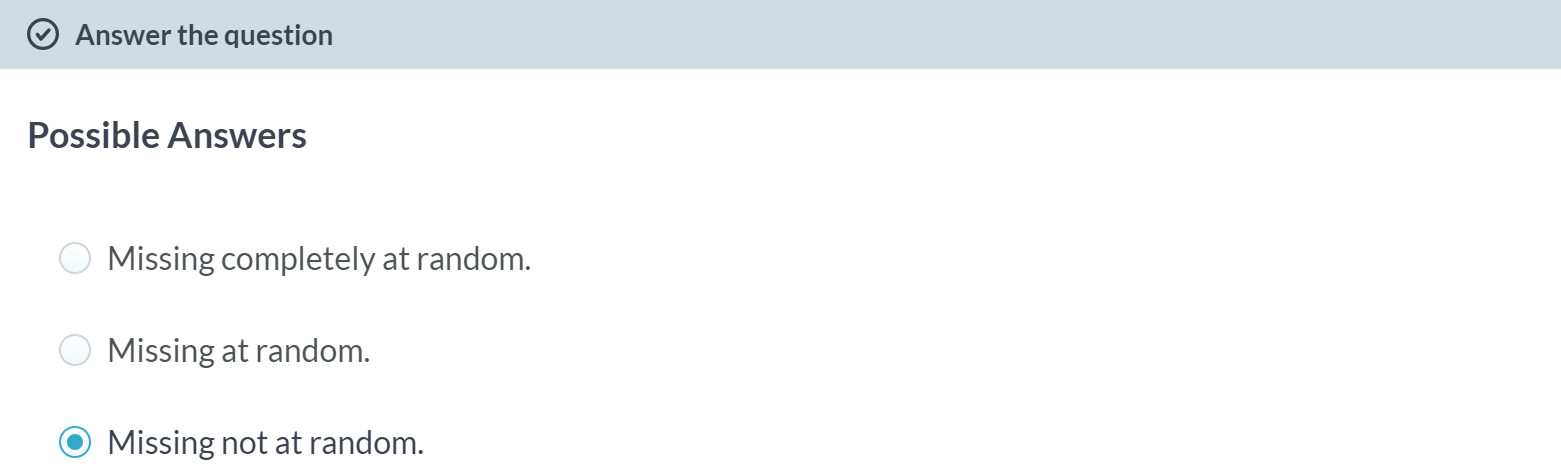 Answer the question
Possible Answers
Missing completely at random.
Missing at random.
Missing not at random.